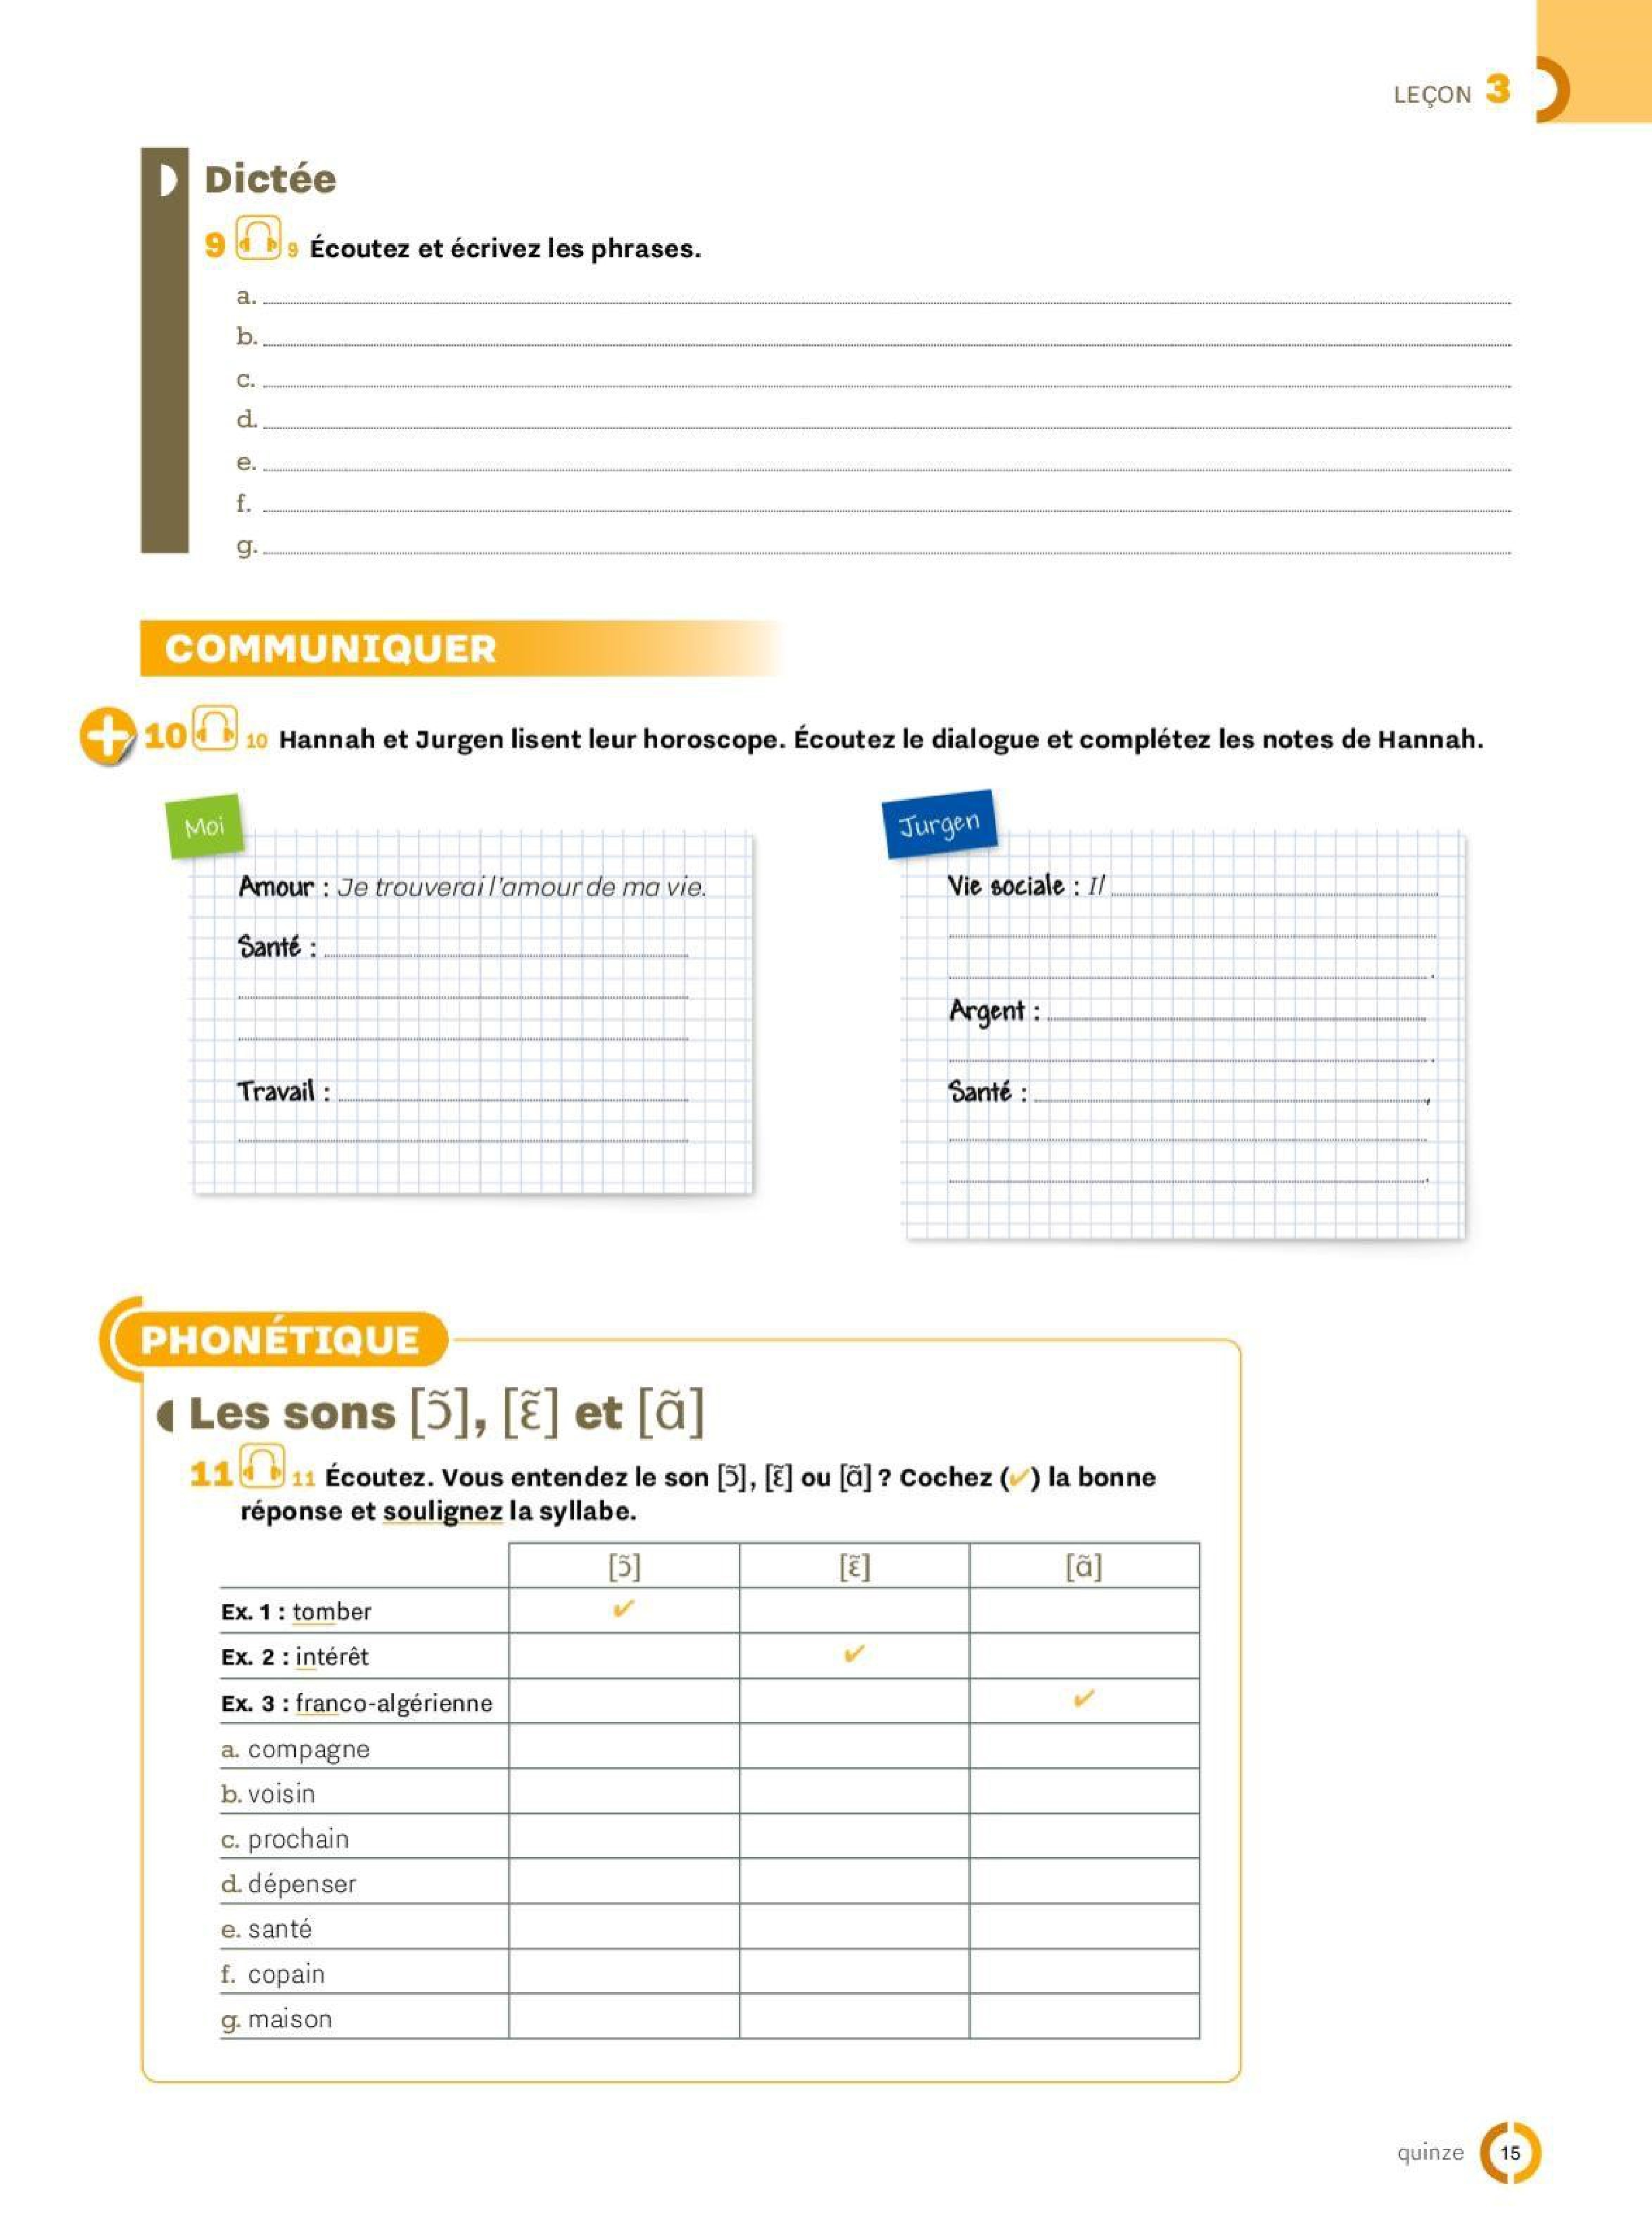 LEÇON 3
Dictée
9 9 Écoutez et écrivez les phrases.
a.
b.
c.
d.
e.
f.
g.
COMMUNIQUER
10 10 Hannah et Jurgen lisent leur horoscope. Écoutez le dialogue et complétez les notes de Hannah.
Moi
Amour : Je trouverai l'amour de ma vie.
Santé :
Travail :
Jurgen
Vie sociale : Il
.
Argent :
.
Santé : ,
.
PHONÉTIQUE
Les sons [ɔ̃], [ɛ̃] et [ɑ̃]
11 11 Écoutez. Vous entendez le son [ɔ̃], [ɛ̃] ou [ɑ̃] ? Cochez (✔) la bonne
réponse et soulignez la syllabe.
[ɔ̃] [ɛ̃] [ɑ̃]
Ex. 1 : tomber ✔
Ex. 2 : intérêt ✔
Ex. 3 : franco-algérienne ✔
a. compagne
b. voisin
c. prochain
d. dépenser
e. santé
f. copain
g. maison
quinze 15